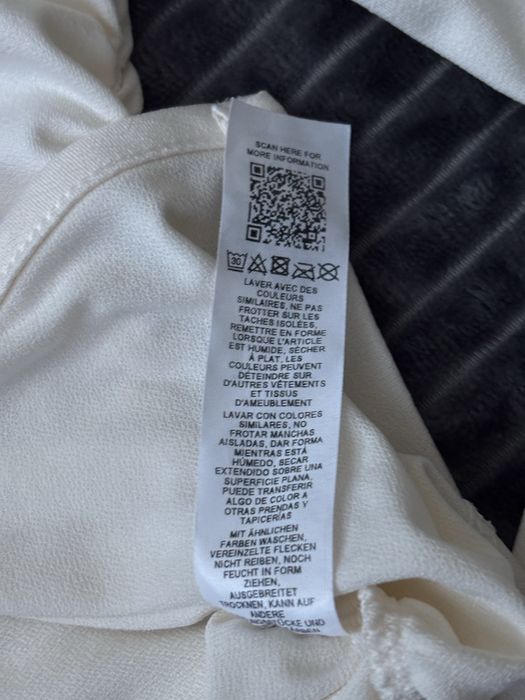 SCAN HERE FOR
MORE INFORMATION
30
LAVER AVEC DES
COULEURS
SIMILAIRES, NE PAS
FROTTER SUR LES
TACHES ISOLÉES,
REMETTRE EN FORME
LORSQUE L'ARTICLE
EST HUMIDE, SÉCHER
À PLAT, LES
COULEURS PEUVENT
DÉTEINDRE SUR
D'AUTRES VÊTEMENTS
ET TISSUS
D'AMEUBLEMENT
LAVAR CON COLORES
SIMILARES, NO
FROTAR MANCHAS
AISLADAS, DAR FORMA
MIENTRAS ESTÁ
HÚMEDO, SECAR
EXTENDIDO SOBRE UNA
SUPERFICIE PLANA,
PUEDE TRANSFERIR
ALGO DE COLOR A
OTRAS PRENDAS Y
TAPICERÍAS
MIT ÄHNLICHEN
FARBEN WASCHEN,
VEREINZELTE FLECKEN
NICHT REIBEN, NOCH
FEUCHT IN FORM
ZIEHEN,
AUSGEBREITET
TROCKNEN, KANN AUF
ANDERE
UND